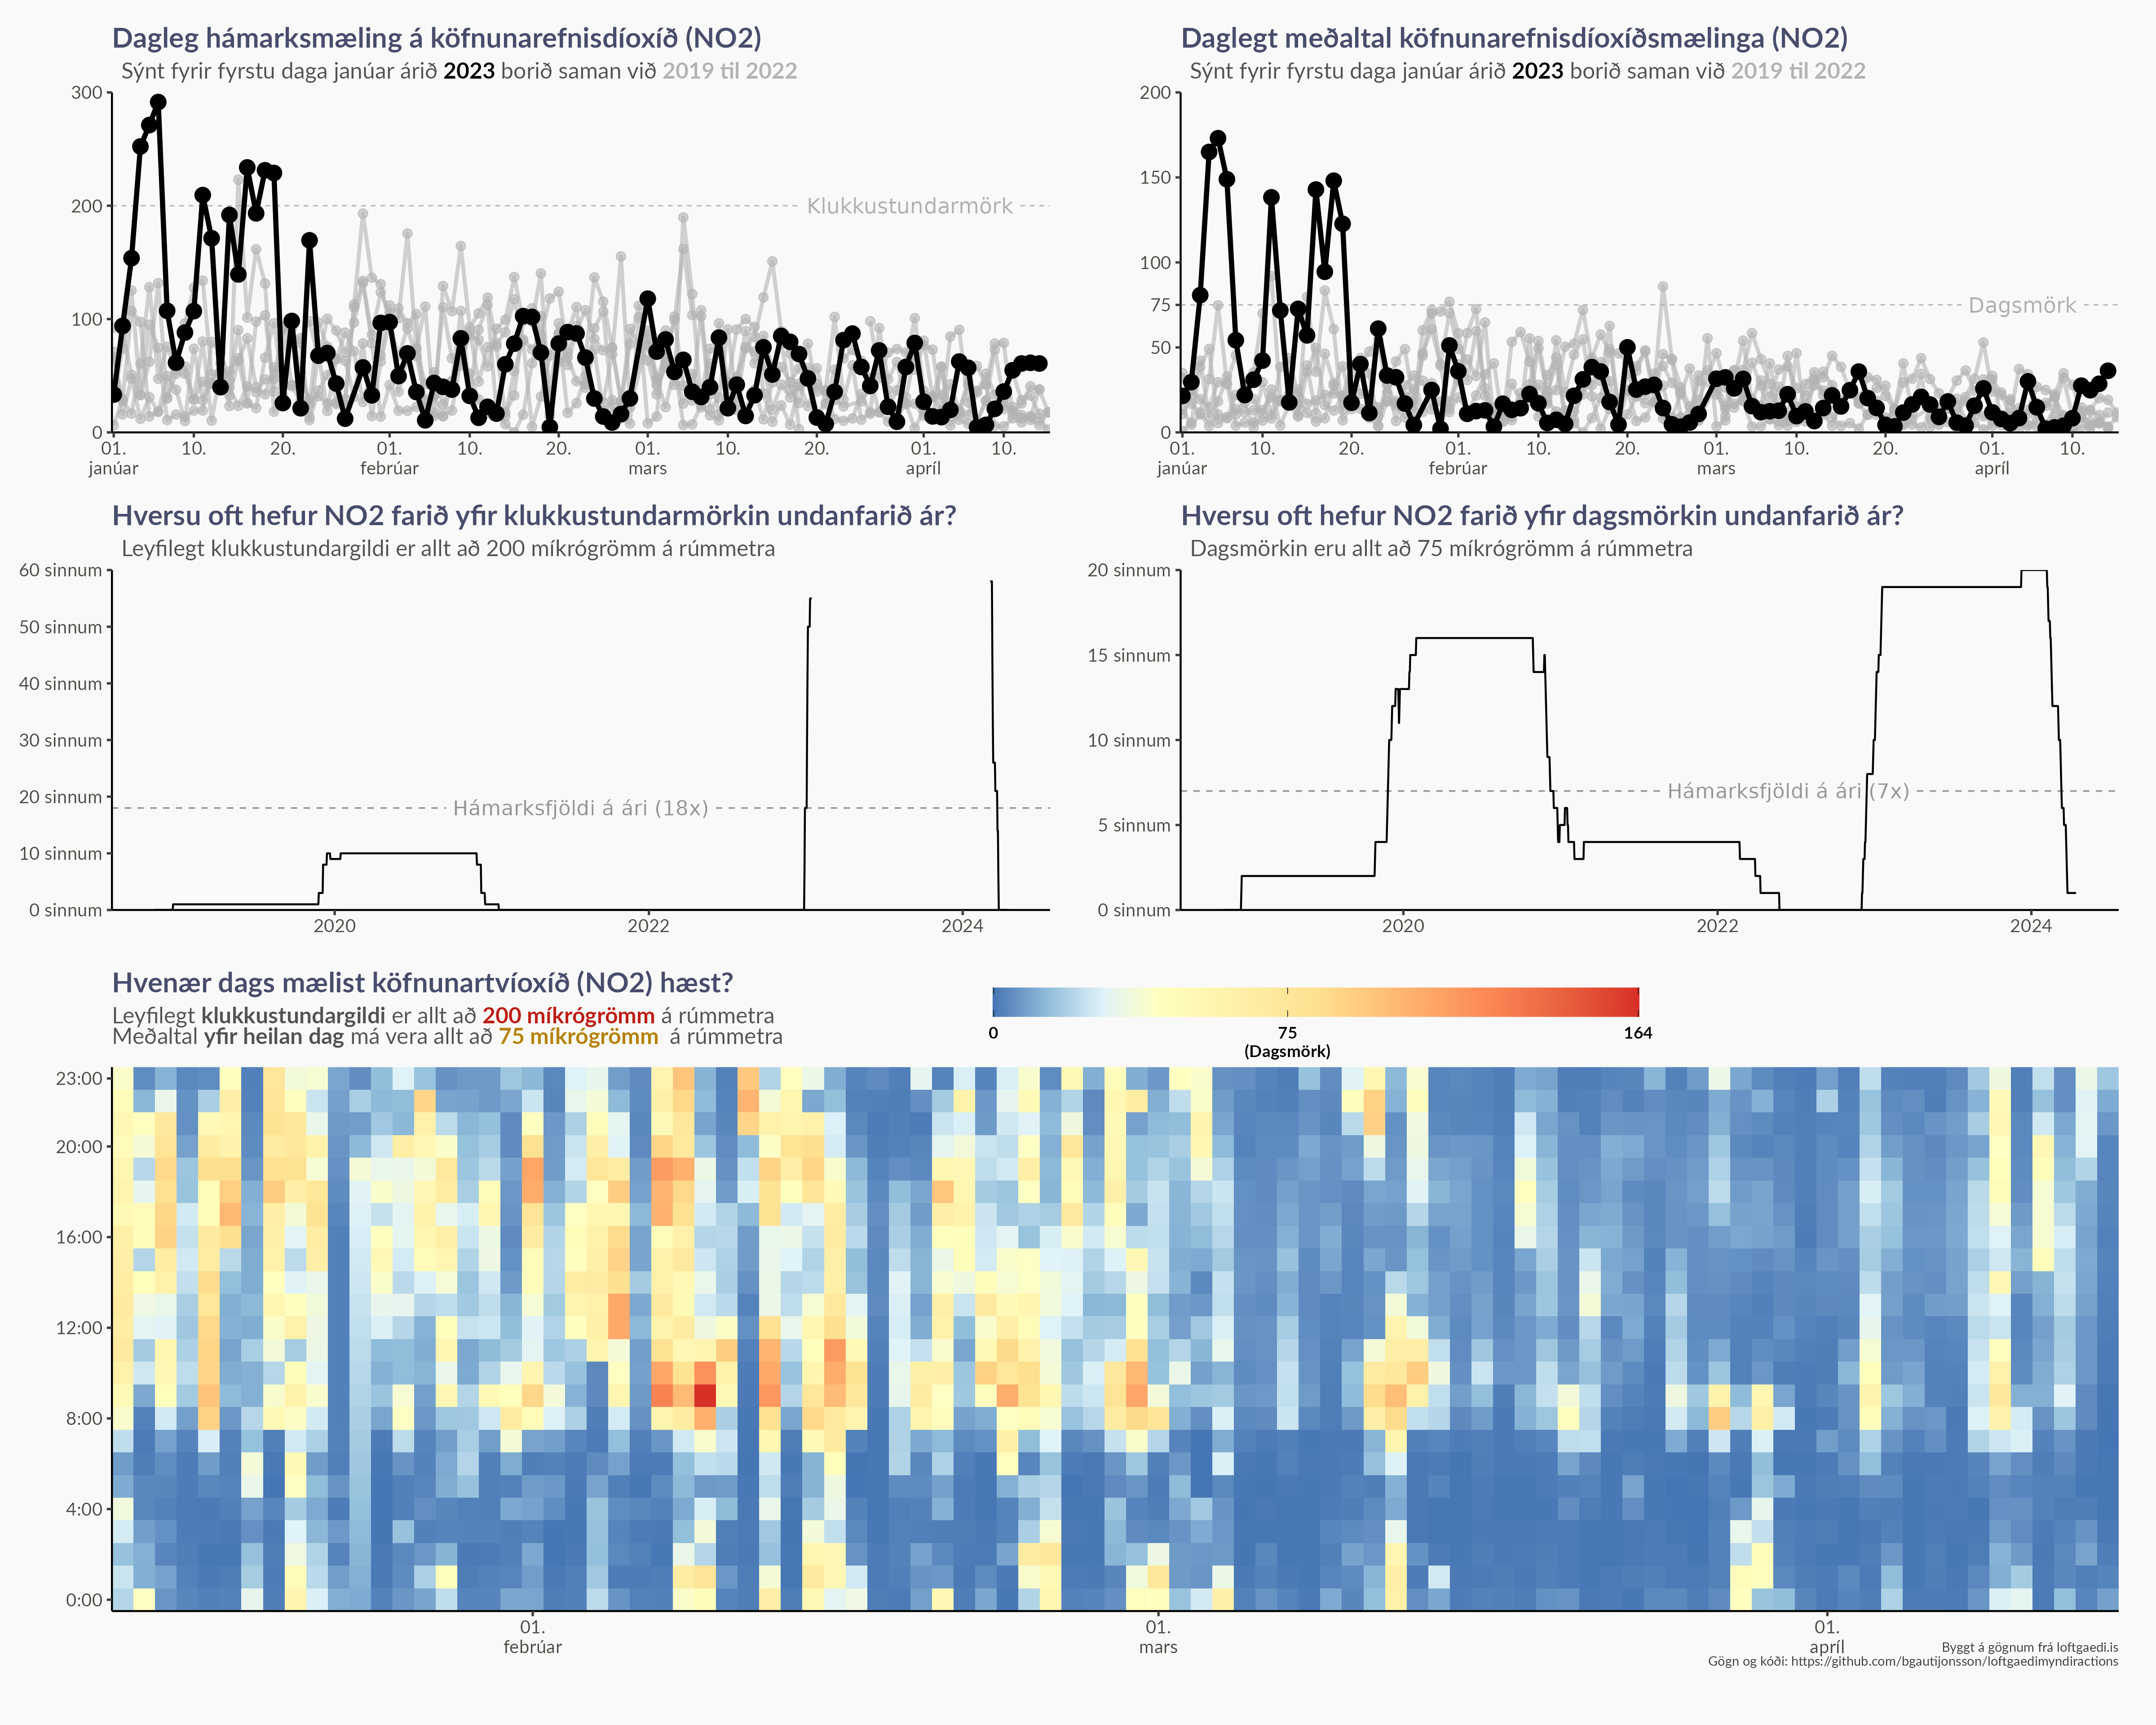 Dagleg hámarksmæling á köfnunarefnisdíoxíð (NO2)
Sýnt fyrir fyrstu daga janúar árið 2023 borið saman við 2019 til 2022
300
200
100
0
Klukkustundarmörk
01. 10. 20. 01. 10. 20. 01. 10. 20. 01. 10.
janúar febrúar mars apríl
Daglegt meðaltal köfnunarefnisdíoxíðsmælinga (NO2)
Sýnt fyrir fyrstu daga janúar árið 2023 borið saman við 2019 til 2022
200
150
100
75
50
0
Dagsmörk
01. 10. 20. 01. 10. 20. 01. 10. 20. 01. 10.
janúar febrúar mars apríl
Hversu oft hefur NO2 farið yfir klukkustundarmörkin undanfarið ár?
Leyfilegt klukkustundargildi er allt að 200 míkrógrömm á rúmmetra
60 sinnum
50 sinnum
40 sinnum
30 sinnum
20 sinnum
10 sinnum
0 sinnum
Hámarksfjöldi á ári (18x)
2020 2022 2024
Hversu oft hefur NO2 farið yfir dagsmörkin undanfarið ár?
Dagsmörkin eru allt að 75 míkrógrömm á rúmmetra
20 sinnum
15 sinnum
10 sinnum
5 sinnum
0 sinnum
Hámarksfjöldi á ári (7x)
2020 2022 2024
Hvenær dags mælist köfnunartvíoxíð (NO2) hæst?
Leyfilegt klukkustundargildi er allt að 200 míkrógrömm á rúmmetra
Meðaltal yfir heilan dag má vera allt að 75 míkrógrömm á rúmmetra
0 75 164
(Dagsmörk)
23:00
20:00
16:00
12:00
8:00
4:00
0:00
01. 01. 01.
febrúar mars apríl
Byggt á gögnum frá loftgaedi.is
Gögn og kóði: https://github.com/bgautijonsson/loftgaedimyndiractions